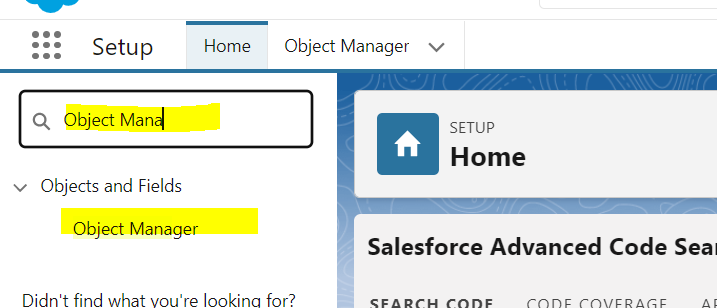 Setup Home Object Manager
Object Mana
Objects and Fields
Object Manager
Didn't find what you're looking for?
SETUP
Home
Salesforce Advanced Code Sear
SEARCH CODE CODE COVERAGE